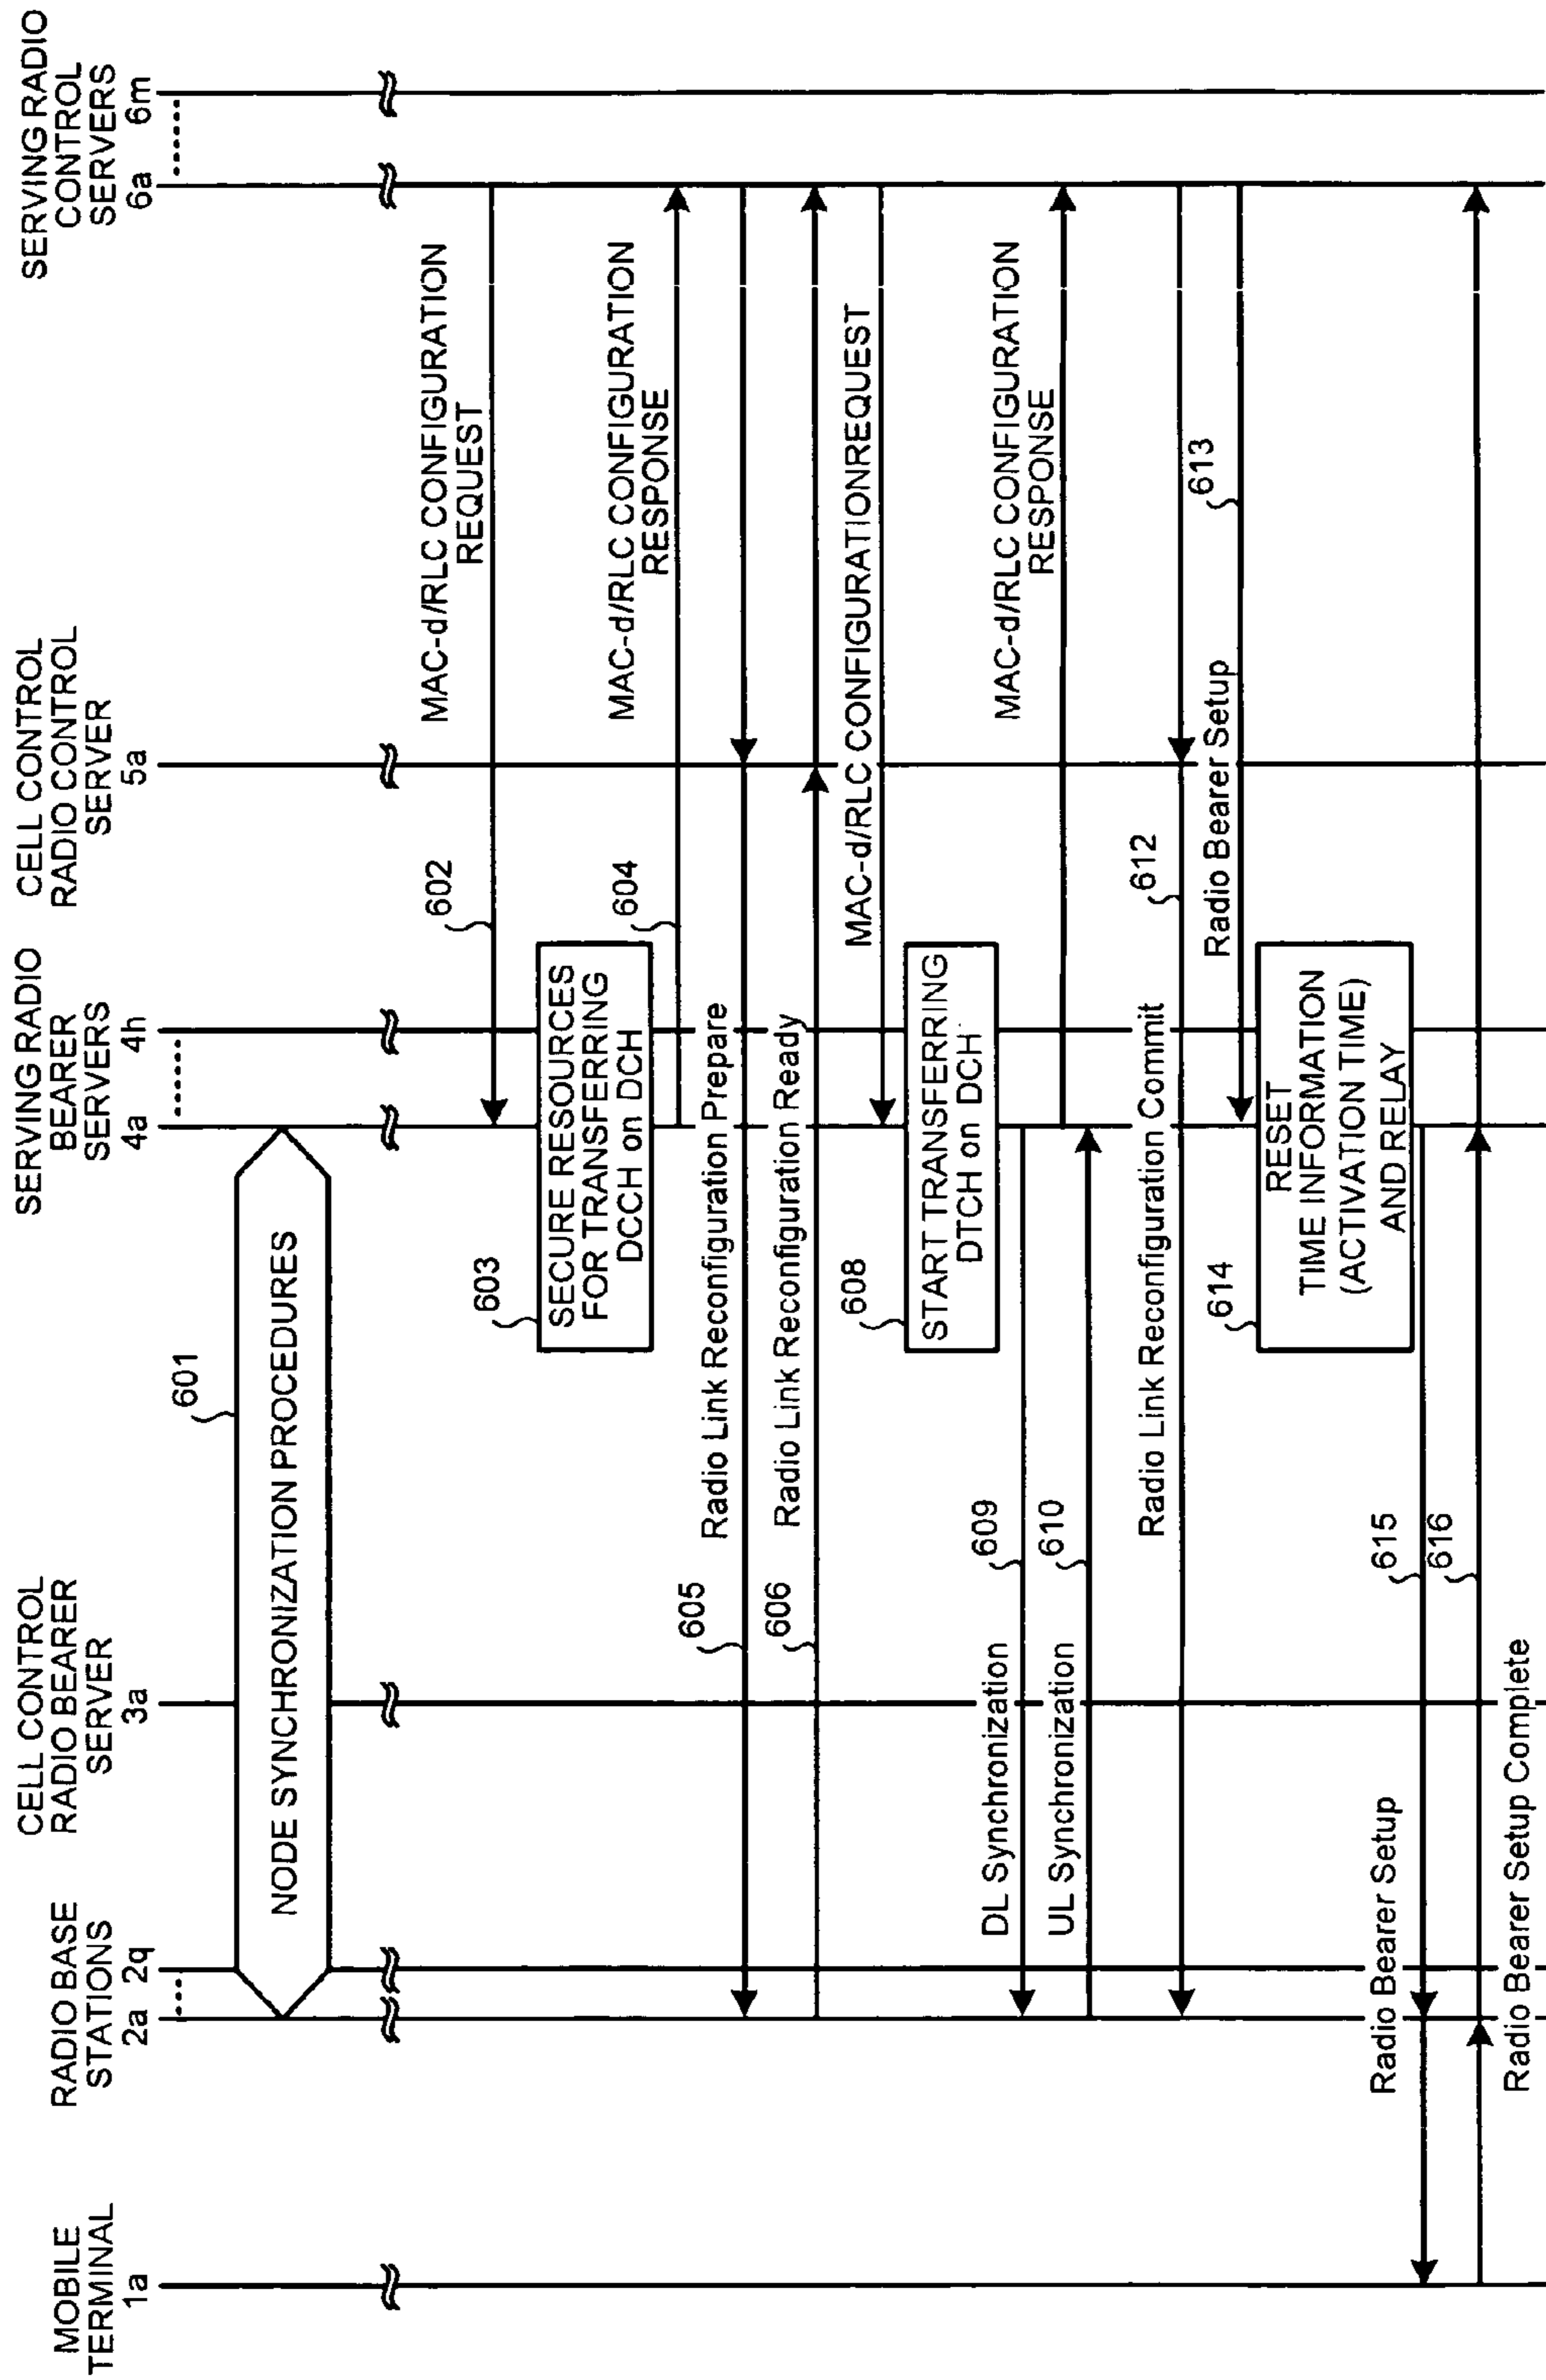 MOBILE
TERMINAL
1a
RADIO BASE
STATIONS
2a
2q
CELL CONTROL
RADIO BEARER
SERVER
3a
SERVING RADIO
BEARER
SERVERS
4a
4h
CELL CONTROL
RADIO CONTROL
SERVER
5a
SERVING RADIO
CONTROL
SERVERS
6a
6m
601
NODE SYNCHRONIZATION PROCEDURES
602
MAC-d/RLC CONFIGURATION
REQUEST
603
SECURE RESOURCES
FOR TRANSFERRING
DCCH on DCH
604
MAC-d/RLC CONFIGURATION
RESPONSE
605
Radio Link Reconfiguration Prepare
606
Radio Link Reconfiguration Ready
MAC-d/RLC CONFIGURATIONREQUEST
608
START TRANSFERRING
DTCH on DCH
DL Synchronization
609
UL Synchronization
610
MAC-d/RLC CONFIGURATION
RESPONSE
Radio Link Reconfiguration Commit
612
Radio Bearer Setup
613
614
RESET
TIME INFORMATION
(ACTIVATION TIME)
AND RELAY
Radio Bearer Setup
615
616
Radio Bearer Setup Complete